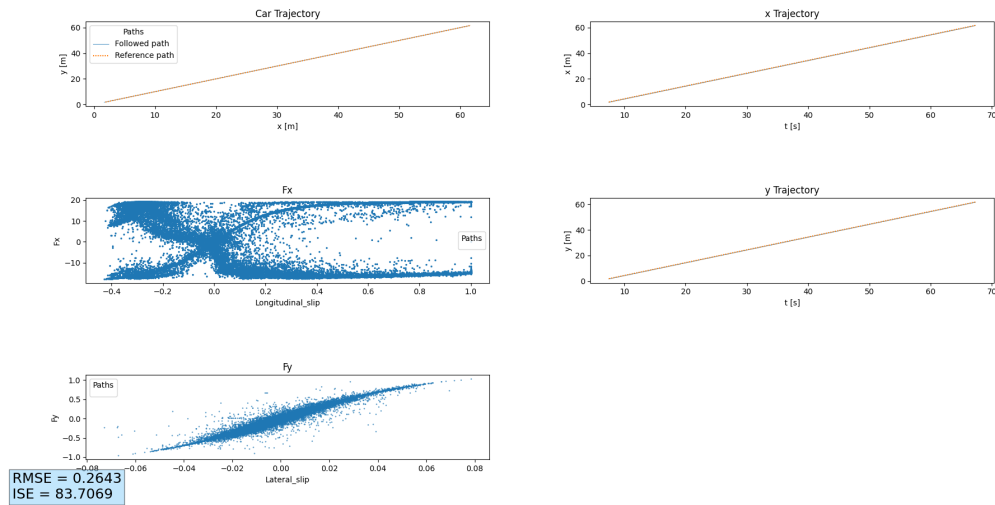 Car Trajectory
60
40
20
0
y [m]
Paths
Followed path
Reference path
0 10 20 30 40 50 60
x [m]
x Trajectory
60
40
20
0
x [m]
10 20 30 40 50 60 70
t [s]
Fx
20
10
0
−10
Fx
Paths
−0.4 −0.2 0.0 0.2 0.4 0.6 0.8 1.0
Longitudinal_slip
y Trajectory
60
40
20
0
y [m]
10 20 30 40 50 60 70
t [s]
Fy
1.0
0.5
0.0
−0.5
−1.0
Fy
Paths
−0.08 −0.06 −0.04 −0.02 0.00 0.02 0.04 0.06 0.08
Lateral_slip
RMSE = 0.2643
ISE = 83.7069